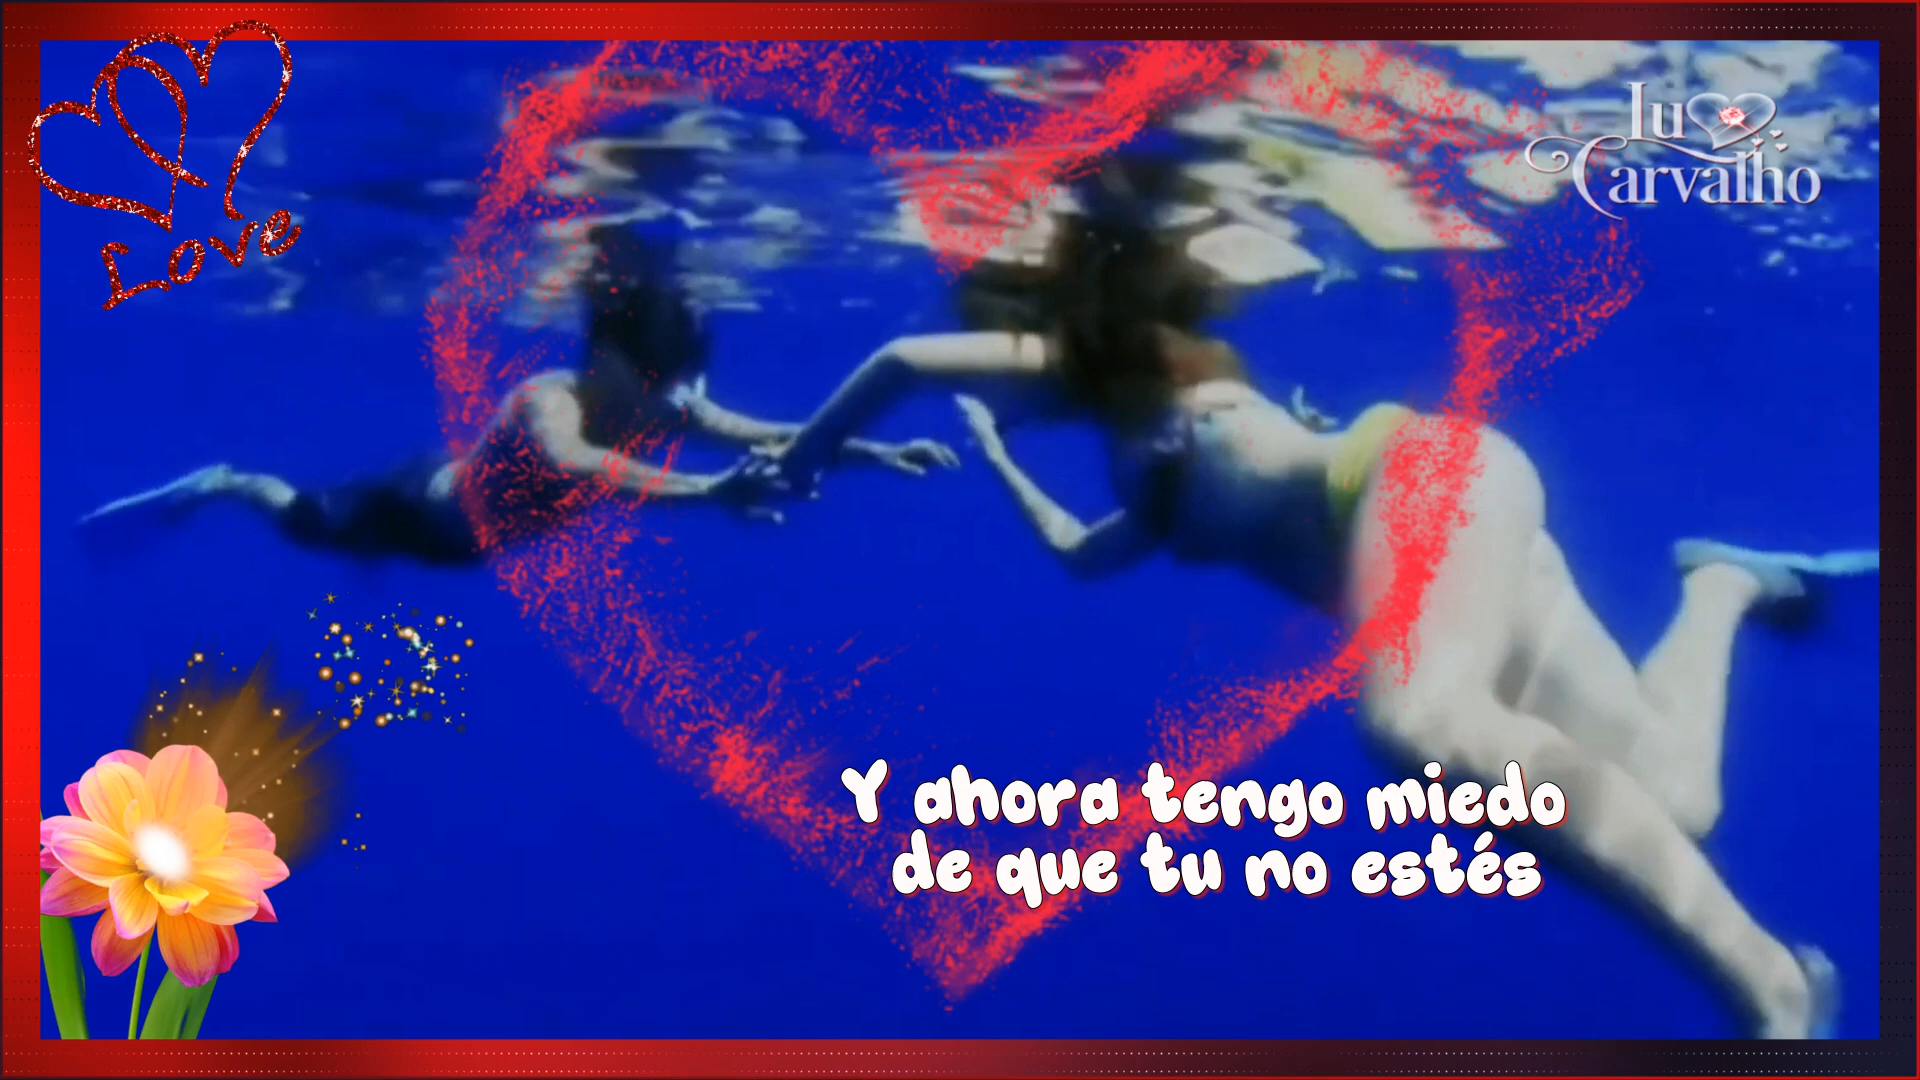 Love
Lu
Carvalho
Y ahora tengo miedo
de que tu no estés